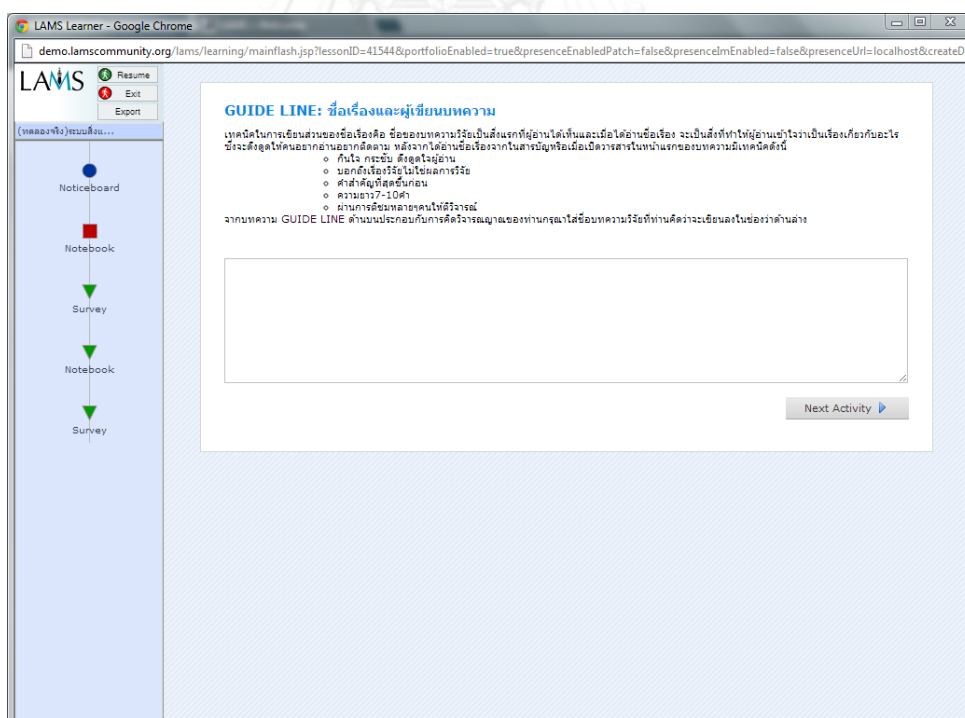 LAMS Learner - Google Chrome
demo.lamscommunity.org/lams/learning/mainflash.jsp?lessonID=41544&portfolioEnabled=true&presenceEnabledPatch=false&presenceImEnabled=false&presenceUrl=localhost&createD
LAMS
Resume
Exit
Export
(ทดลองจริง)ระบบสิ่งแ...
Noticeboard
Notebook
Survey
Notebook
Survey
GUIDE LINE: ชื่อเรื่องและผู้เขียนบทความ
เทคนิคในการเขียนส่วนของชื่อเรื่องคือ ชื่อของบทความวิจัยเป็นสิ่งแรกที่ผู้อ่านได้เห็นและเมื่อได้อ่านชื่อเรื่อง จะเป็นสิ่งที่ทำให้ผู้อ่านเข้าใจว่าเป็นเรื่องเกี่ยวกับอะไร
ซึ่งจะดึงดูดให้คนอยากอ่านอยากติดตาม หลังจากได้อ่านชื่อเรื่องจากในสารบัญหรือเมื่อเปิดวารสารในหน้าแรกของบทความมีเทคนิคดังนี้
กินใจ กระชับ ดึงดูดใจผู้อ่าน
บอกถึงเรื่องวิจัยไม่ใช่ผลการวิจัย
คำสำคัญที่สุดขึ้นก่อน
ความยาว7-10คำ
ผ่านการติชมหลายๆคนให้ตีวิจารณ์
จากบทความ GUIDE LINE ด้านบนประกอบกับการคิดวิจารณญาณของท่านกรุณาใส่ชื่อบทความวิจัยที่ท่านคิดว่าจะเขียนลงในช่องว่างด้านล่าง
Next Activity